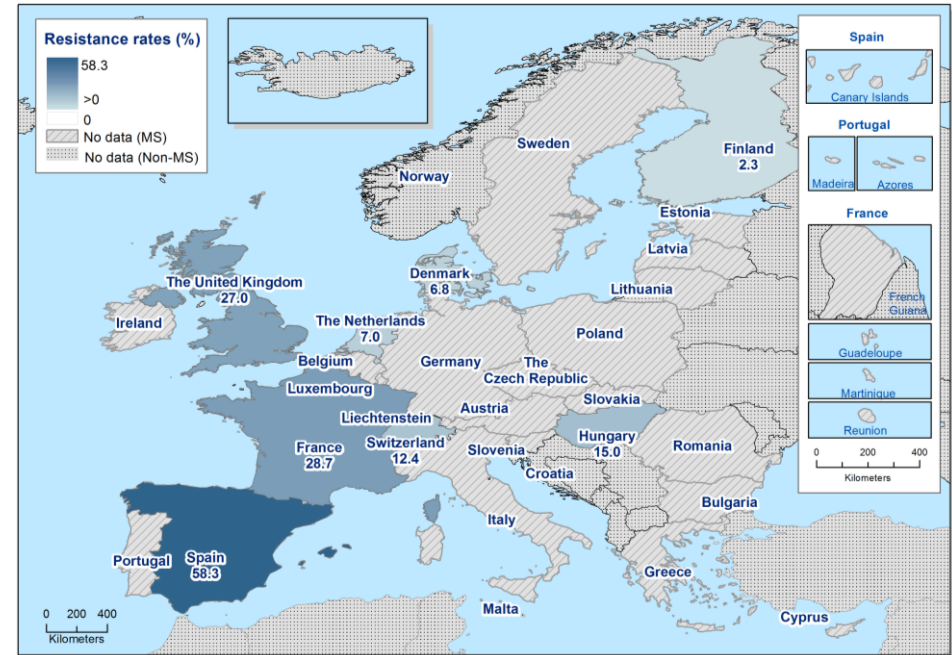 Resistance rates (%)
58.3
>0
0
No data (MS)
No data (Non-MS)
Spain
Canary Islands
Portugal
Madeira
Azores
France
French
Guiana
Guadeloupe
Martinique
Reunion
0 200 400
Kilometers
Sweden
Finland
2.3
Norway
Estonia
Latvia
Lithuania
Denmark
6.8
The United Kingdom
27.0
Ireland
The Netherlands
7.0
Poland
Belgium
Germany
The
Czech Republic
Luxembourg
Slovakia
Liechtenstein
Austria
France
28.7
Switzerland
12.4
Slovenia
Hungary
15.0
Romania
Croatia
Bulgaria
Italy
Portugal
Spain
58.3
Greece
Malta
Cyprus
0 200 400
Kilometers